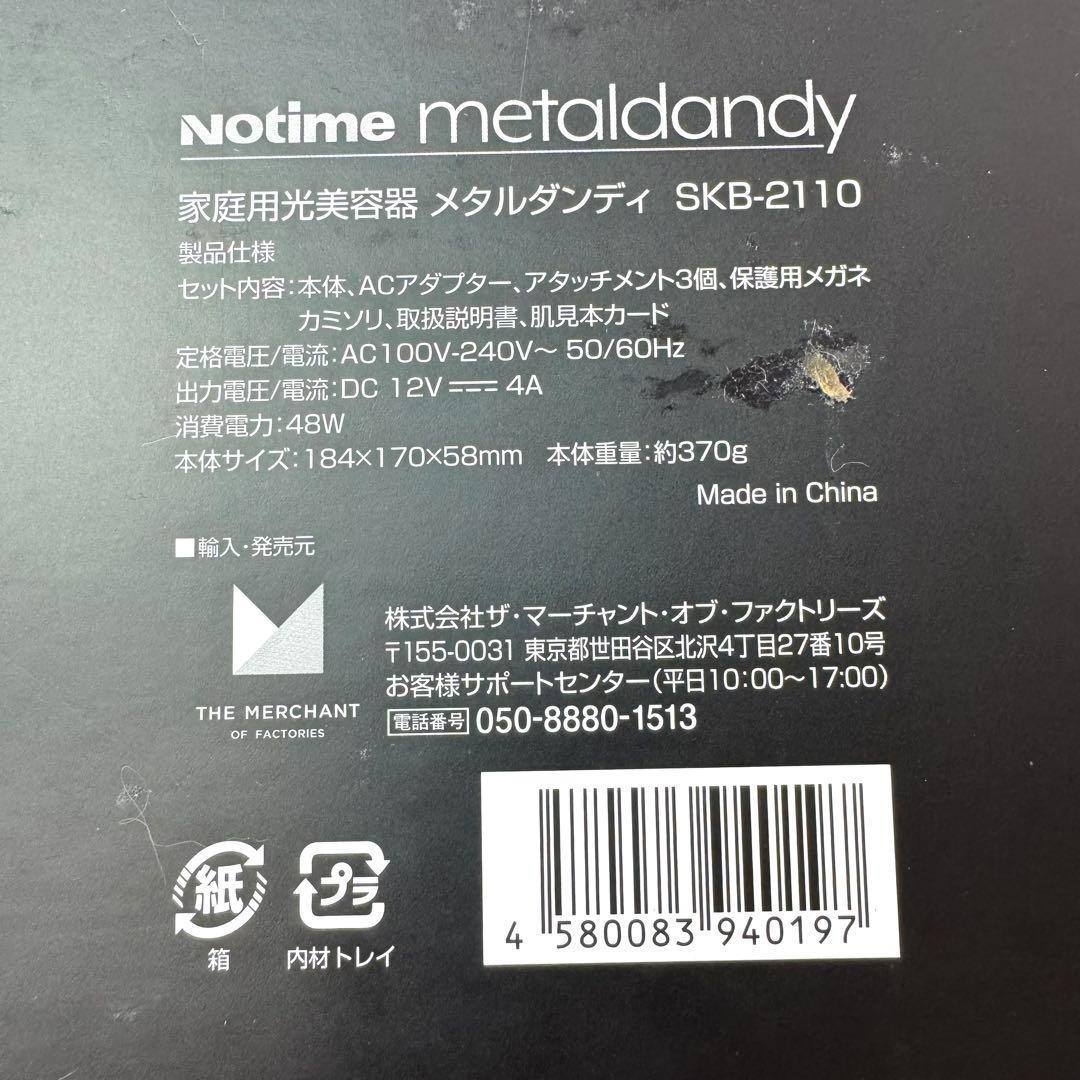 Notime metaldandy
家庭用光美容器 メタルダンディ SKB-2110
製品仕様
セット内容:本体、ACアダプター、アタッチメント3個、保護用メガネ
カミソリ、取扱説明書、肌見本カード
定格電圧/電流:AC100V-240V～ 50/60Hz
出力電圧/電流:DC 12V⎓ 4A
消費電力:48W
本体サイズ:184×170×58mm 本体重量:約370g
Made in China
■輸入・発売元
株式会社ザ・マーチャント・オブ・ファクトリーズ
〒155-0031 東京都世田谷区北沢4丁目27番10号
お客様サポートセンター(平日10:00～17:00)
電話番号 050-8880-1513
THE MERCHANT
OF FACTORIES
紙
箱
プラ
内材トレイ
4 580083 940197